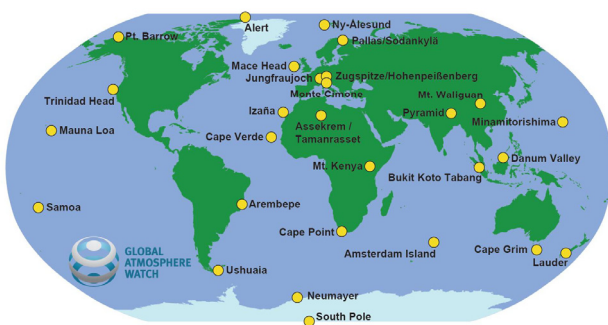 Alert
Ny-Ålesund
Pt. Barrow
Pallas/Sodankylä
Mace Head
Jungfraujoch
Zugspitze/Hohenpeißenberg
Monte Cimone
Mt. Waliguan
Trinidad Head
Izaña
Pyramid
Minamitorishima
Assekrem /
Tamanrasset
Mauna Loa
Cape Verde
Danum Valley
Mt. Kenya
Bukit Koto Tabang
Samoa
Arembepe
Cape Point
Amsterdam Island
Cape Grim
Lauder
GLOBAL
ATMOSPHERE
WATCH
Ushuaia
Neumayer
South Pole